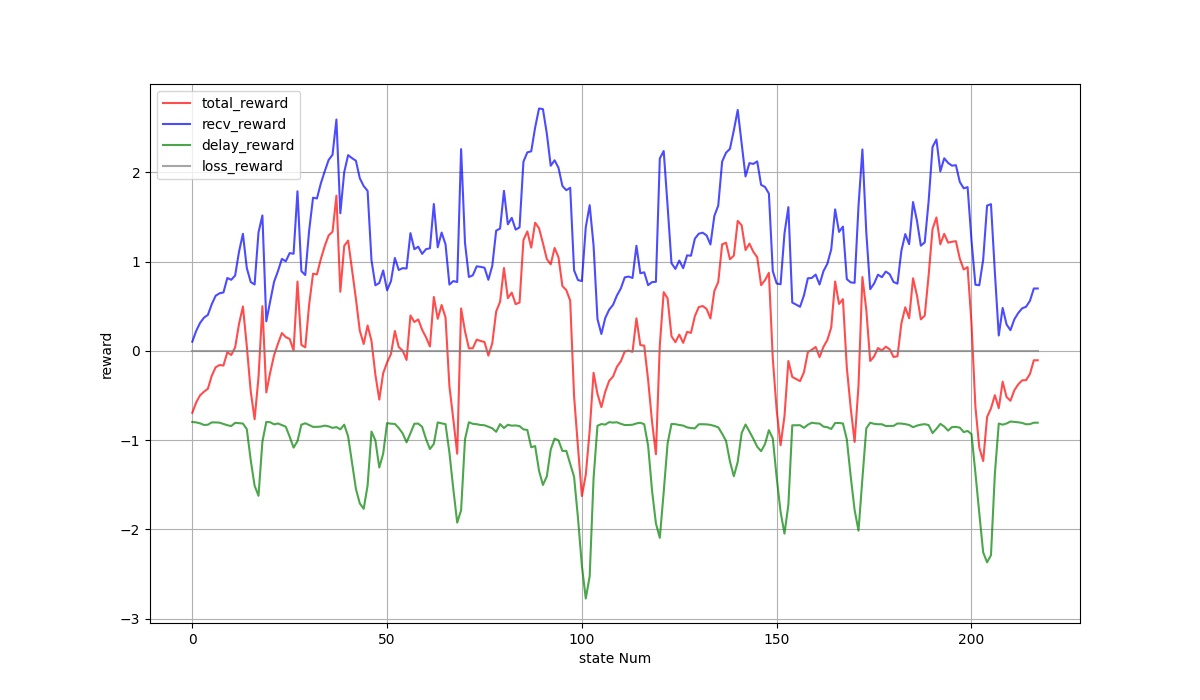 total_reward
recv_reward
delay_reward
loss_reward
2
1
0
−1
−2
−3
reward
0 50 100 150 200
state Num